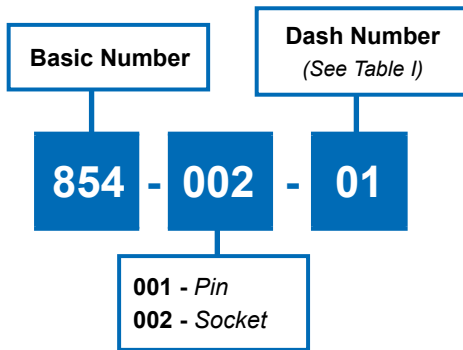 Basic Number
Dash Number
(See Table I)
854 - 002 - 01
001 - Pin
002 - Socket